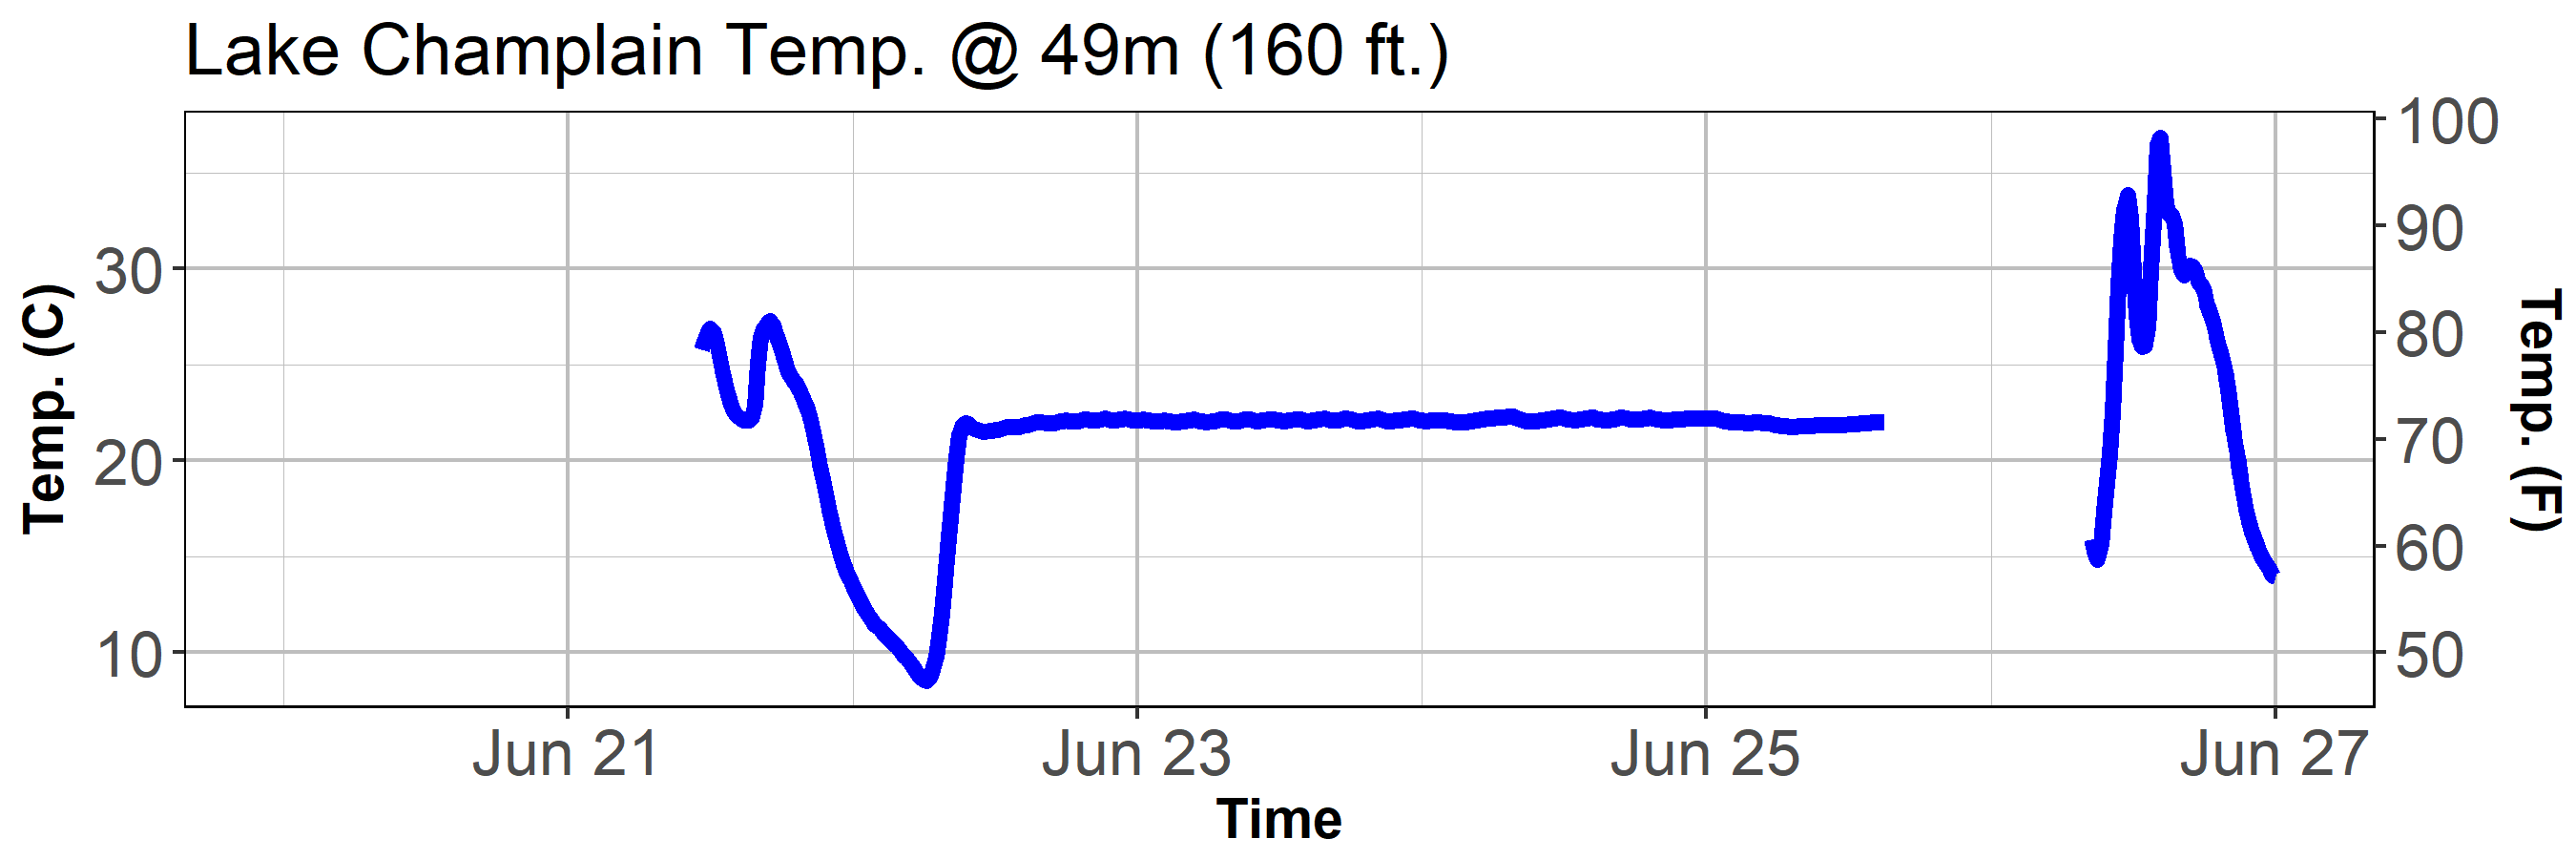 Lake Champlain Temp. @ 49m (160 ft.)
Temp. (C)
30
20
10
100
90
80
70
60
50
Temp. (F)
Jun 21
Jun 23
Jun 25
Jun 27
Time